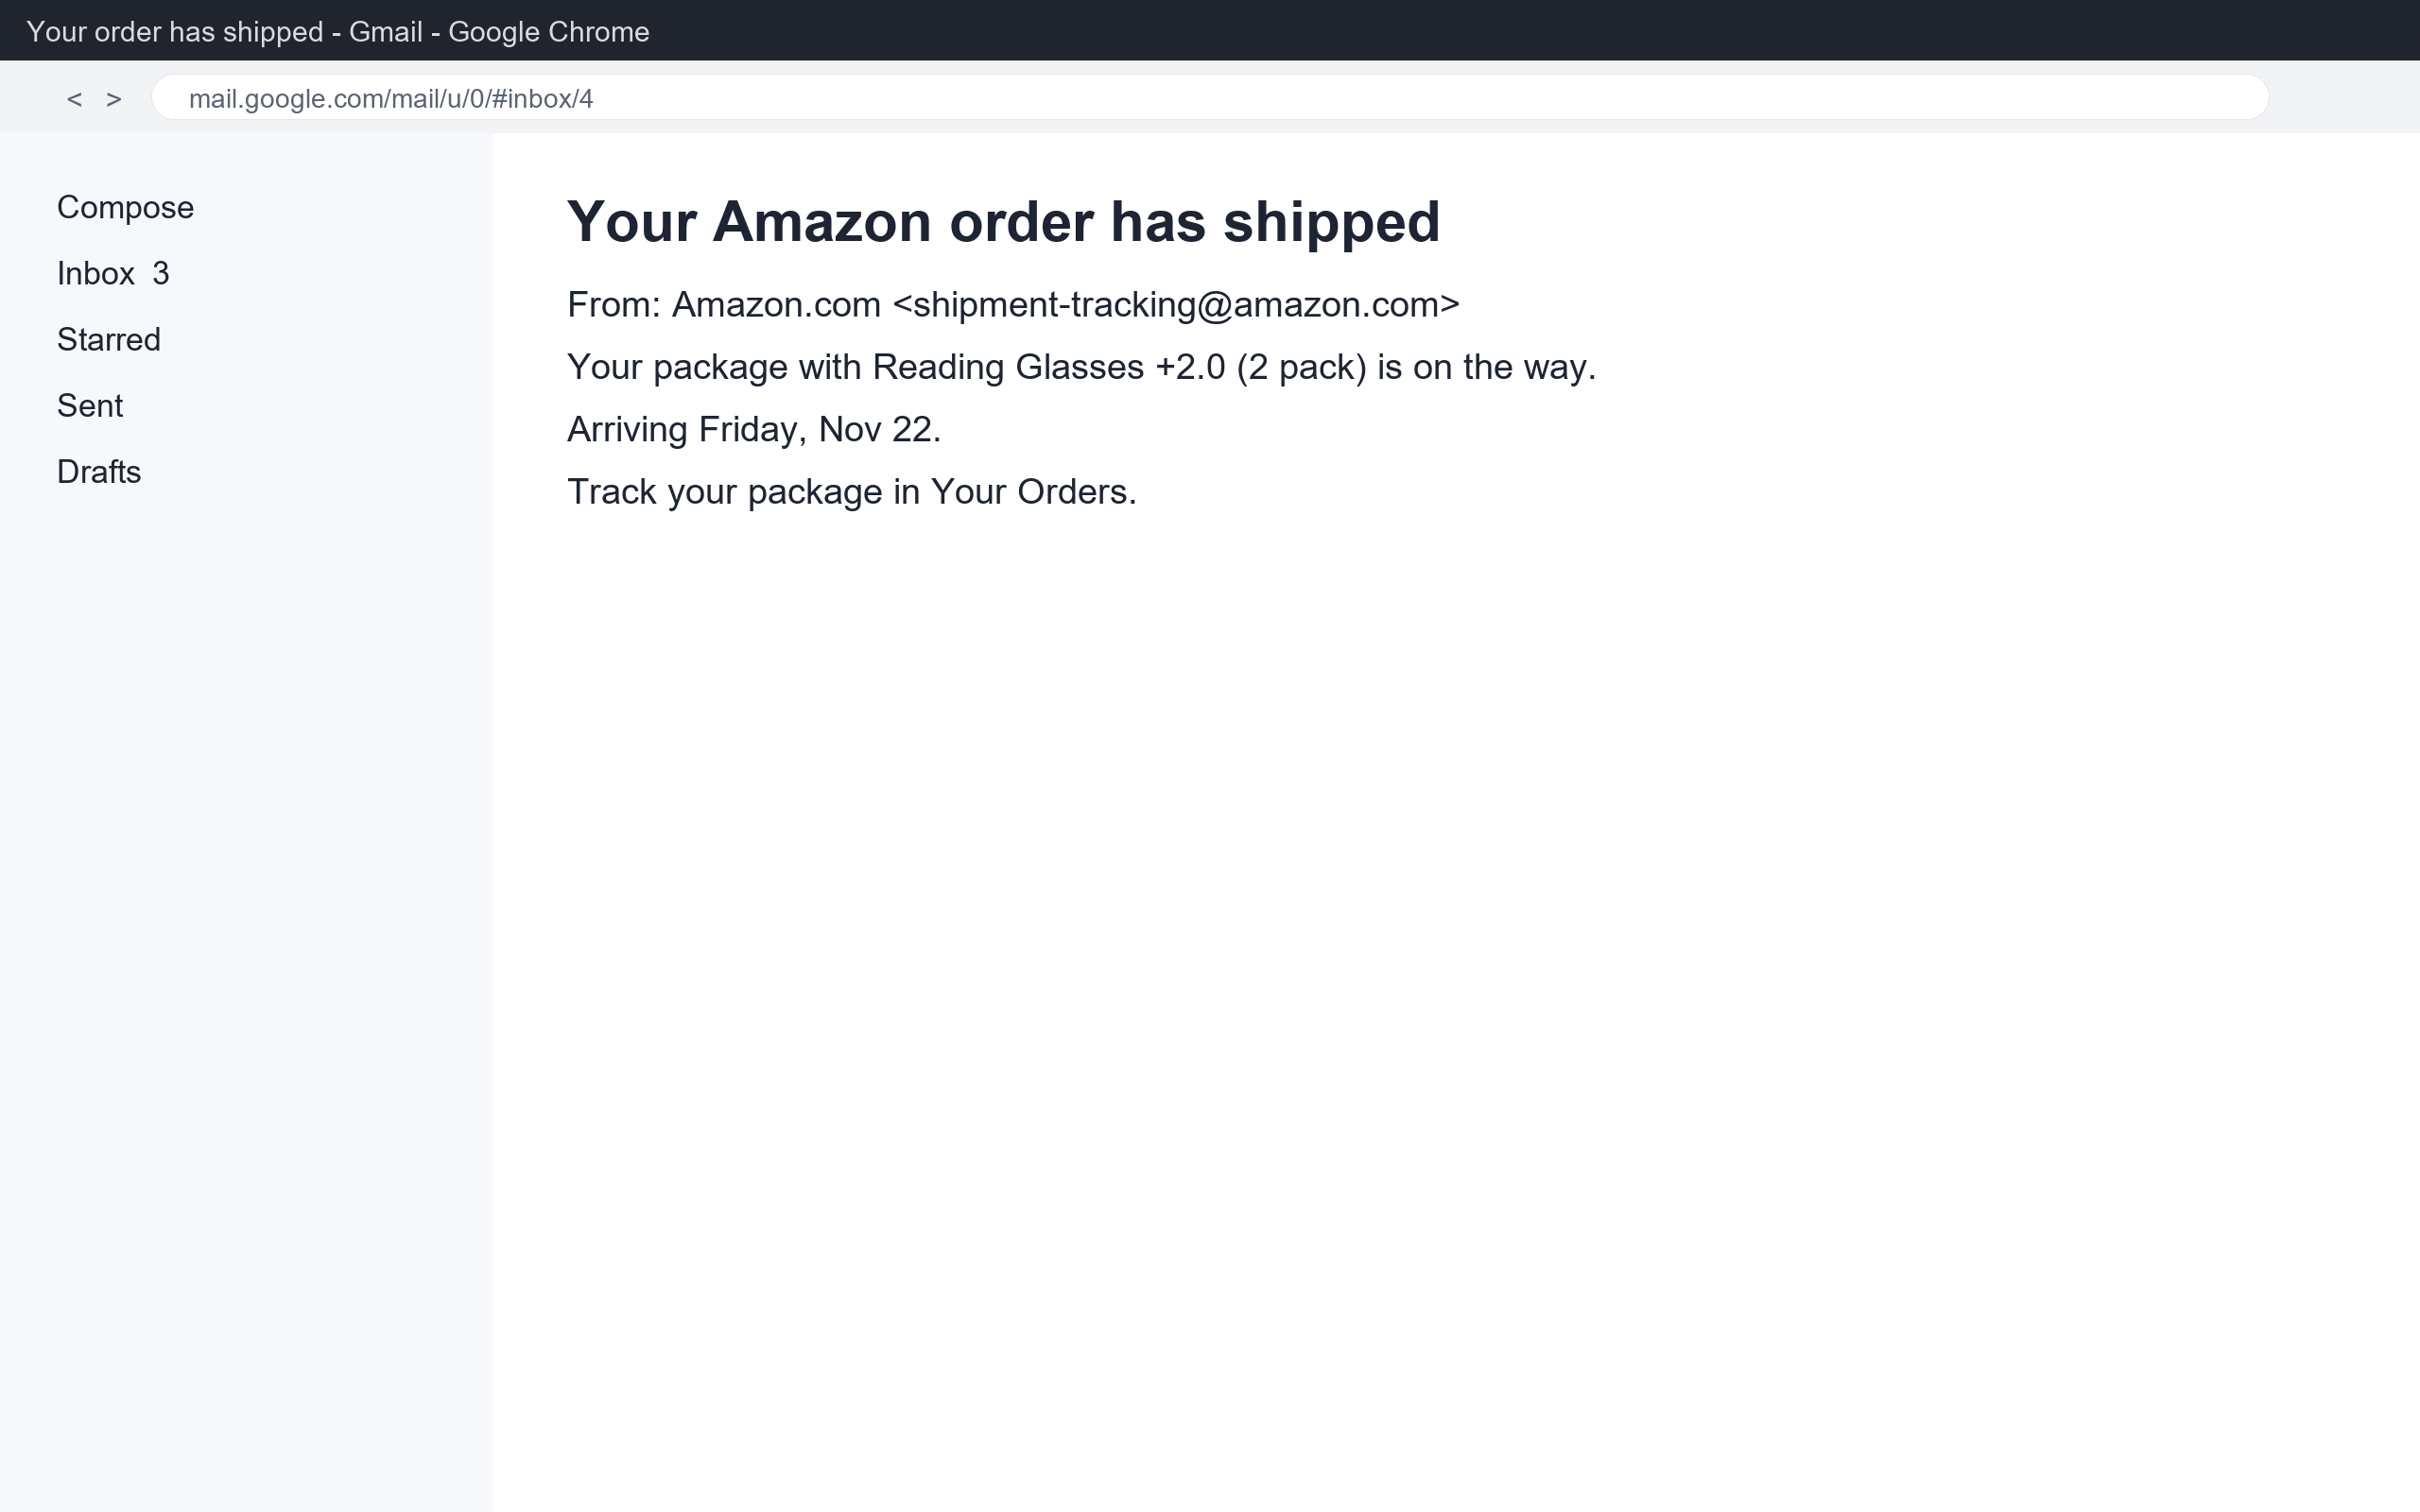 Your order has shipped - Gmail - Google Chrome
< > mail.google.com/mail/u/0/#inbox/4
Compose
Inbox 3
Starred
Sent
Drafts
Your Amazon order has shipped
From: Amazon.com <shipment-tracking@amazon.com>
Your package with Reading Glasses +2.0 (2 pack) is on the way.
Arriving Friday, Nov 22.
Track your package in Your Orders.